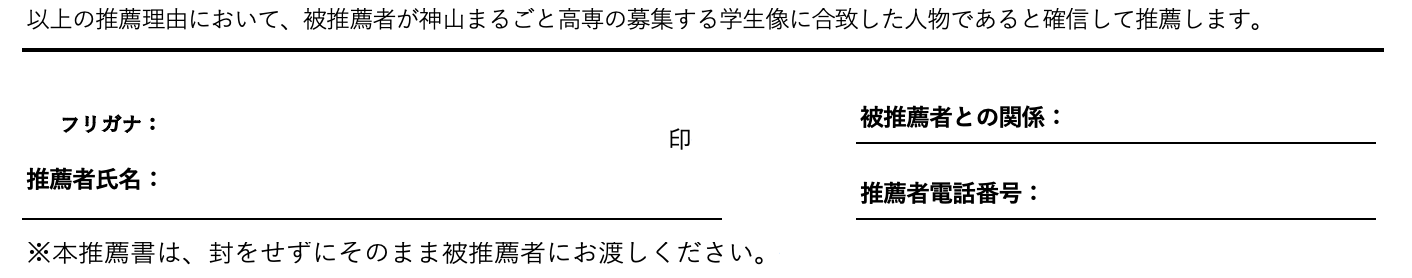 以上の推薦理由において、被推薦者が神山まるごと高専の募集する学生像に合致した人物であると確信して推薦します。
フリガナ：
印
推薦者氏名：
被推薦者との関係：
推薦者電話番号：
※本推薦書は、封をせずにそのまま被推薦者にお渡しください。